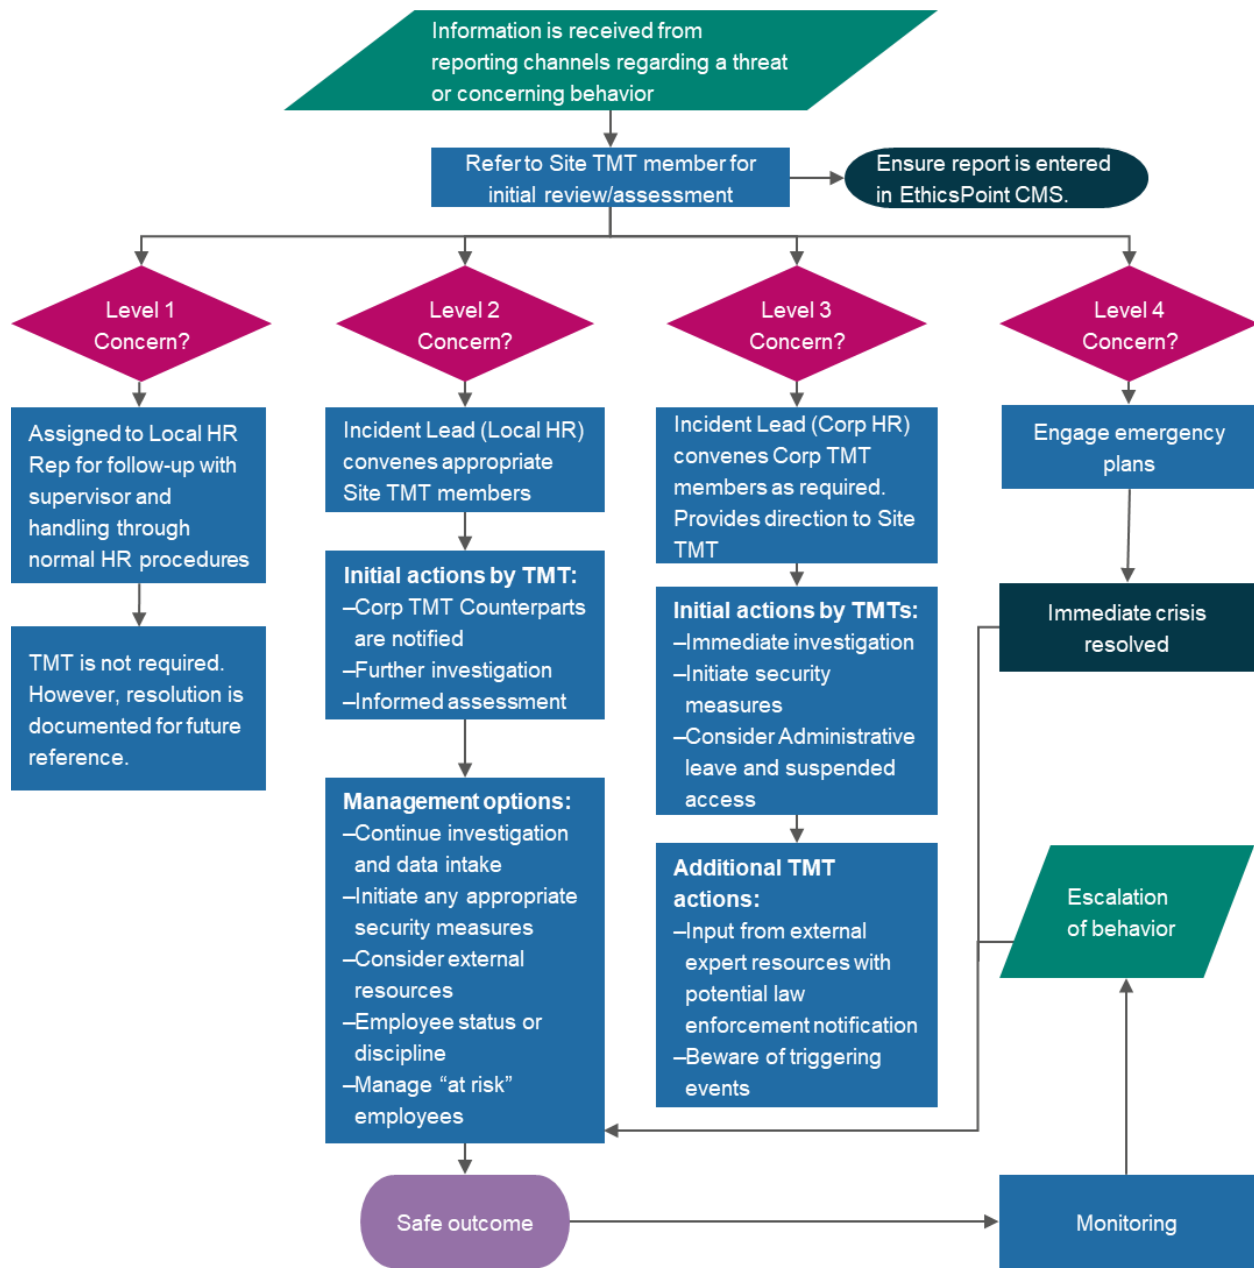 Information is received from
reporting channels regarding a threat
or concerning behavior
Refer to Site TMT member for
initial review/assessment
Ensure report is entered
in EthicsPoint CMS.
Level 1
Concern?
Level 2
Concern?
Level 3
Concern?
Level 4
Concern?
Assigned to Local HR
Rep for follow-up with
supervisor and
handling through
normal HR procedures
TMT is not required.
However, resolution is
documented for future
reference.
Incident Lead (Local HR)
convenes appropriate
Site TMT members
Initial actions by TMT:
–Corp TMT Counterparts
are notified
–Further investigation
–Informed assessment
Management options:
–Continue investigation
and data intake
–Initiate any appropriate
security measures
–Consider external
resources
–Employee status or
discipline
–Manage “at risk”
employees
Incident Lead (Corp HR)
convenes Corp TMT
members as required.
Provides direction to Site
TMT
Initial actions by TMTs:
–Immediate investigation
–Initiate security
measures
–Consider Administrative
leave and suspended
access
Additional TMT
actions:
–Input from external
expert resources with
potential law
enforcement notification
–Beware of triggering
events
Engage emergency
plans
Immediate crisis
resolved
Escalation
of behavior
Safe outcome
Monitoring